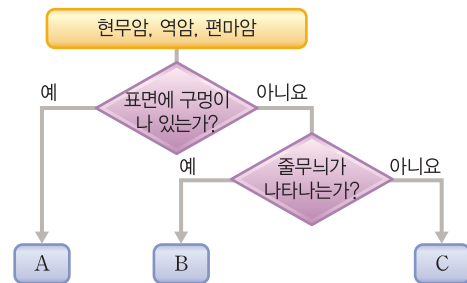 현무암, 역암, 편마암
예
표면에 구멍이
나 있는가?
아니요
예
줄무늬가
나타나는가?
아니요
A
B
C